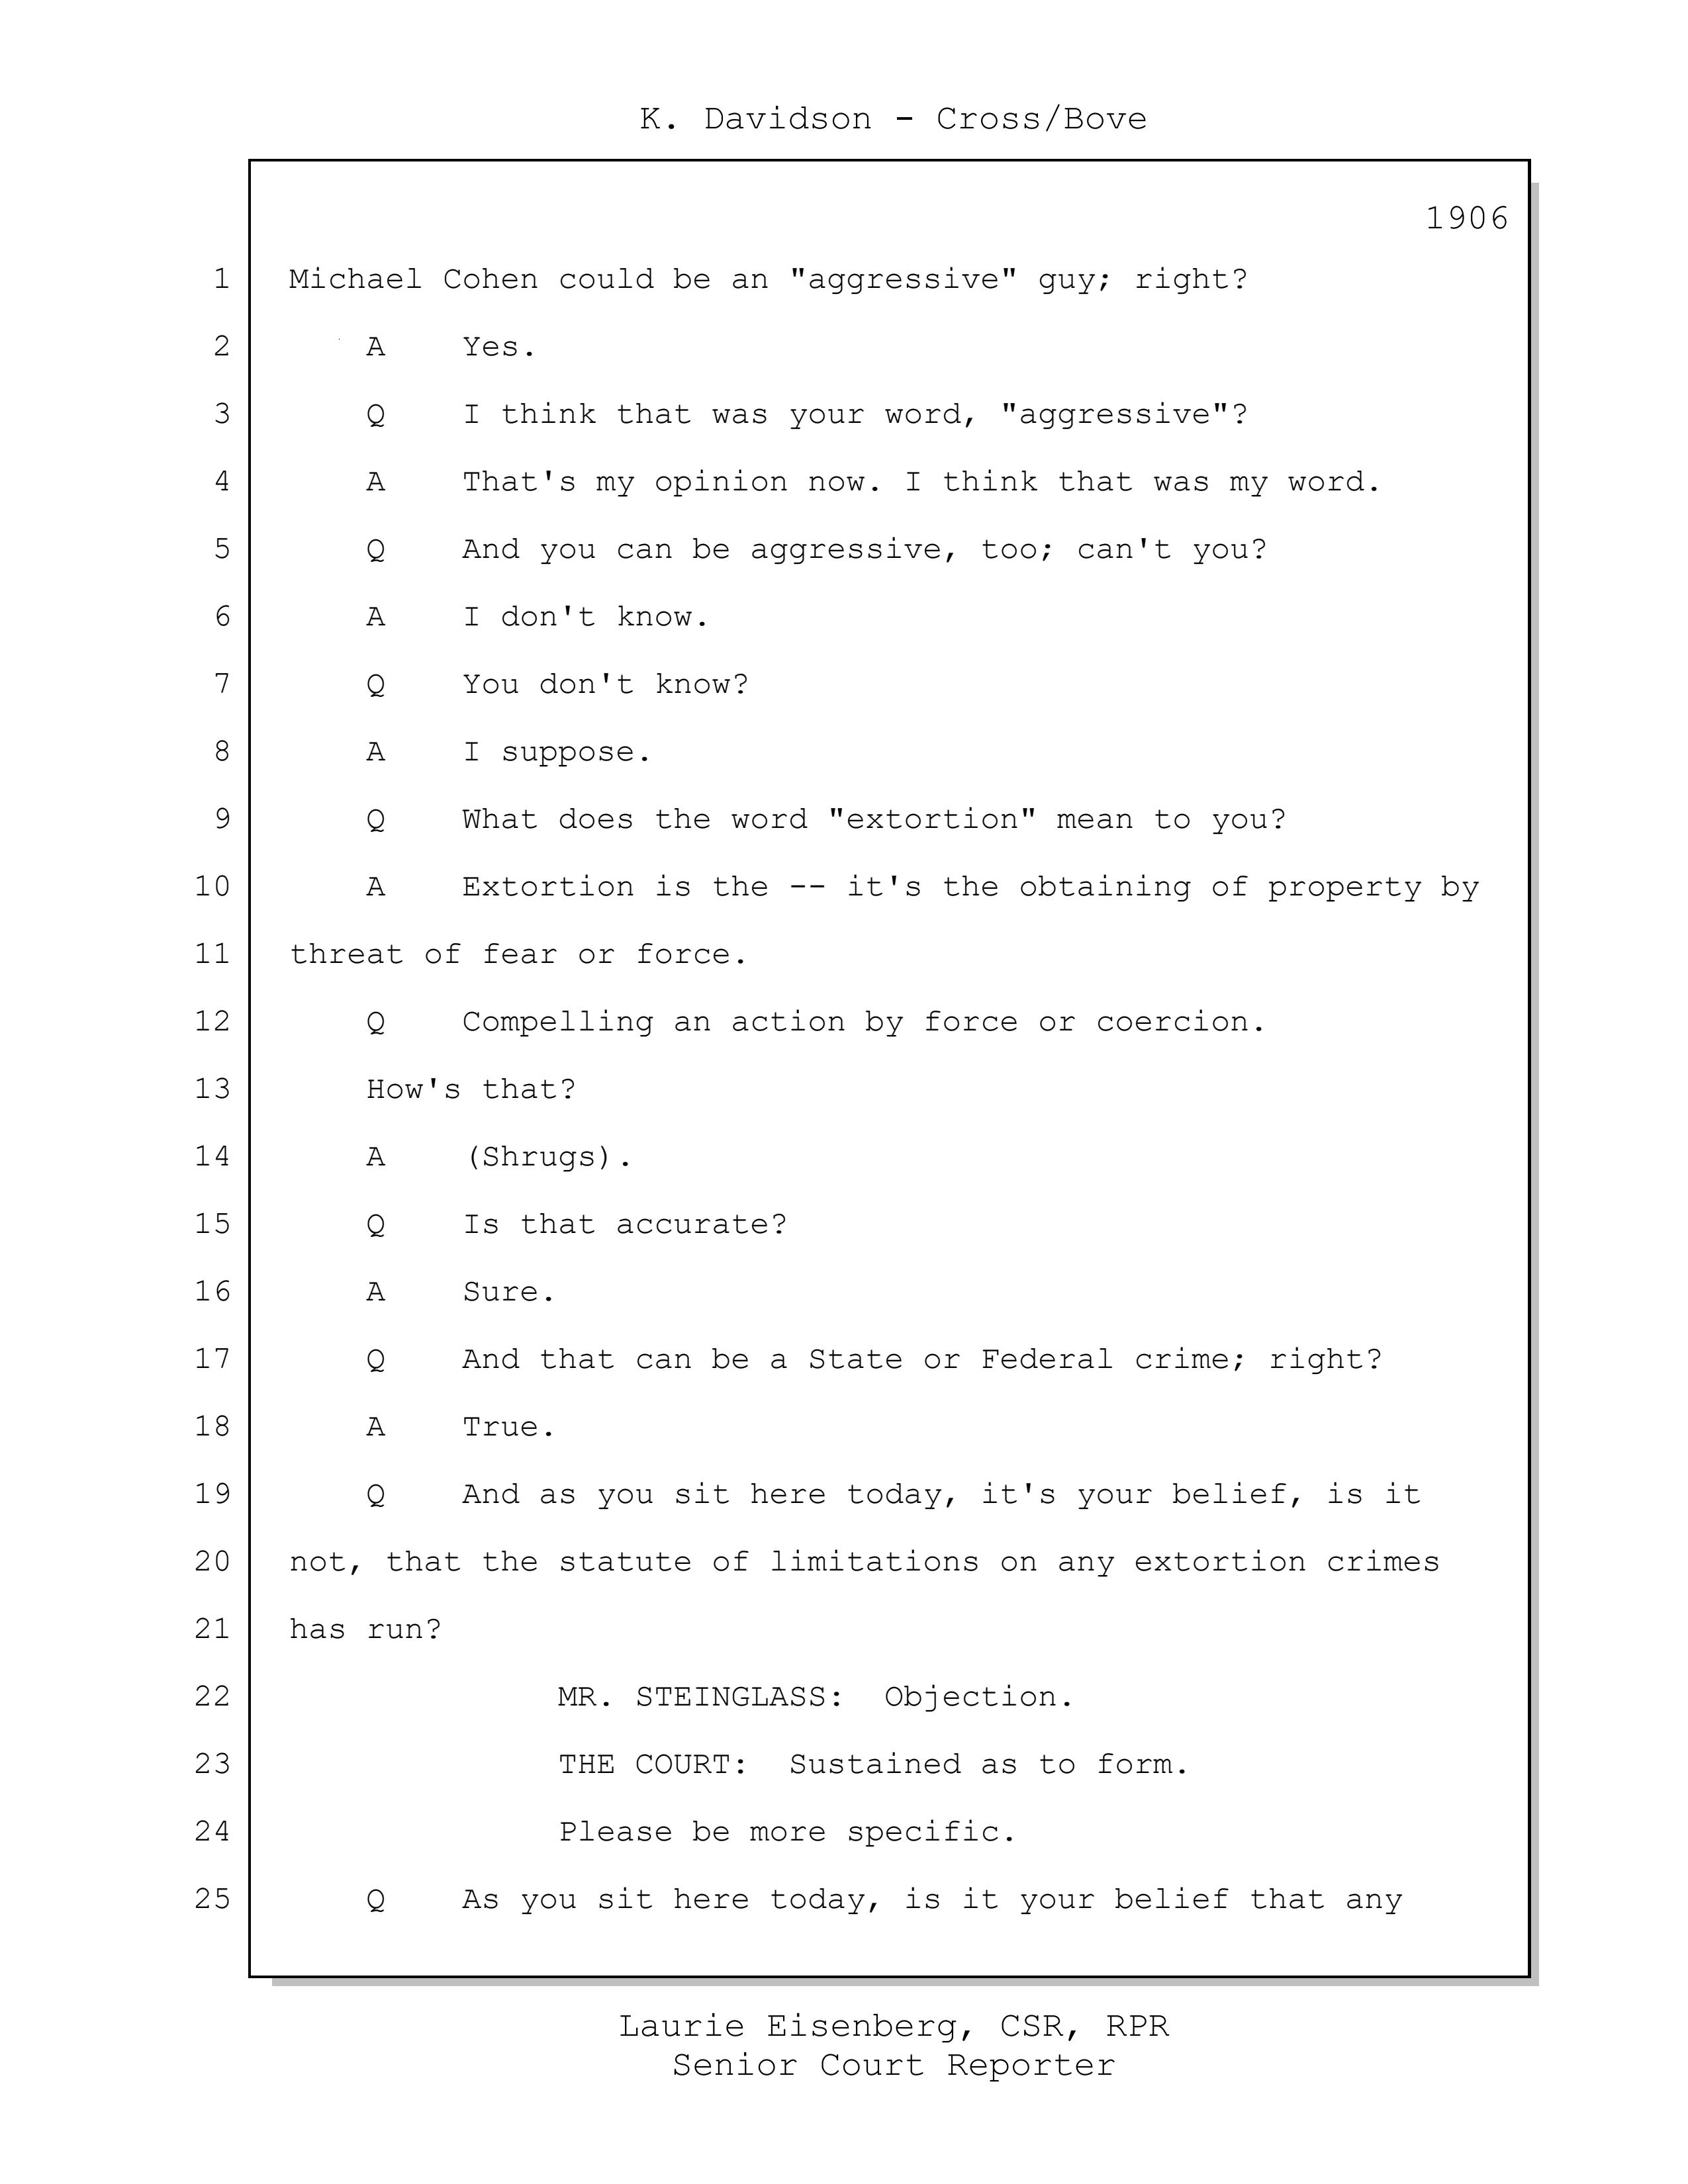 K. Davidson - Cross/Bove
1906
1 Michael Cohen could be an "aggressive" guy; right?
2 A Yes.
3 Q I think that was your word, "aggressive"?
4 A That's my opinion now. I think that was my word.
5 Q And you can be aggressive, too; can't you?
6 A I don't know.
7 Q You don't know?
8 A I suppose.
9 Q What does the word "extortion" mean to you?
10 A Extortion is the -- it's the obtaining of property by
11 threat of fear or force.
12 Q Compelling an action by force or coercion.
13 How's that?
14 A (Shrugs).
15 Q Is that accurate?
16 A Sure.
17 Q And that can be a State or Federal crime; right?
18 A True.
19 Q And as you sit here today, it's your belief, is it
20 not, that the statute of limitations on any extortion crimes
21 has run?
22 MR. STEINGLASS: Objection.
23 THE COURT: Sustained as to form.
24 Please be more specific.
25 Q As you sit here today, is it your belief that any
Laurie Eisenberg, CSR, RPR
Senior Court Reporter